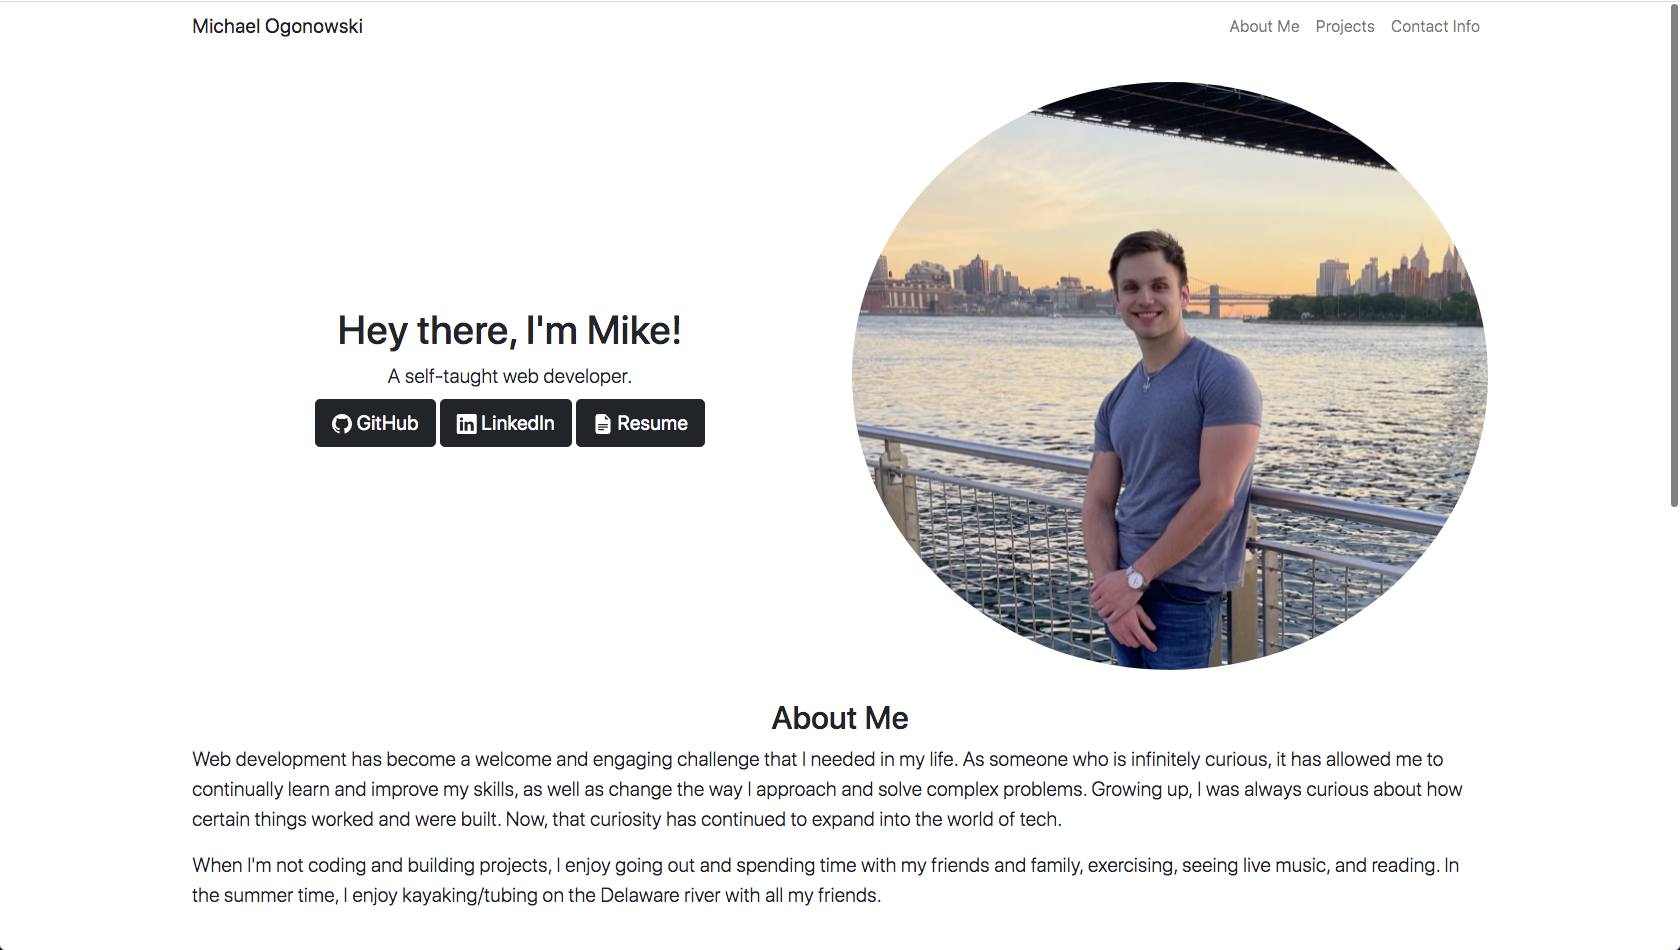 Michael Ogonowski
About Me Projects Contact Info
Hey there, I'm Mike!
A self-taught web developer.
GitHub LinkedIn Resume
About Me
Web development has become a welcome and engaging challenge that I needed in my life. As someone who is infinitely curious, it has allowed me to
continually learn and improve my skills, as well as change the way I approach and solve complex problems. Growing up, I was always curious about how
certain things worked and were built. Now, that curiosity has continued to expand into the world of tech.
When I'm not coding and building projects, I enjoy going out and spending time with my friends and family, exercising, seeing live music, and reading. In
the summer time, I enjoy kayaking/tubing on the Delaware river with all my friends.